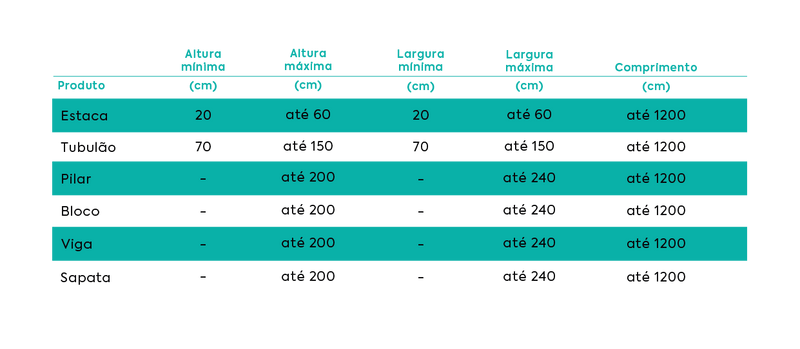 Produto Altura mínima (cm) Altura máxima (cm) Largura mínima (cm) Largura máxima (cm) Comprimento (cm)
Estaca 20 até 60 20 até 60 até 1200
Tubulão 70 até 150 70 até 150 até 1200
Pilar - até 200 - até 240 até 1200
Bloco - até 200 - até 240 até 1200
Viga - até 200 - até 240 até 1200
Sapata - até 200 - até 240 até 1200